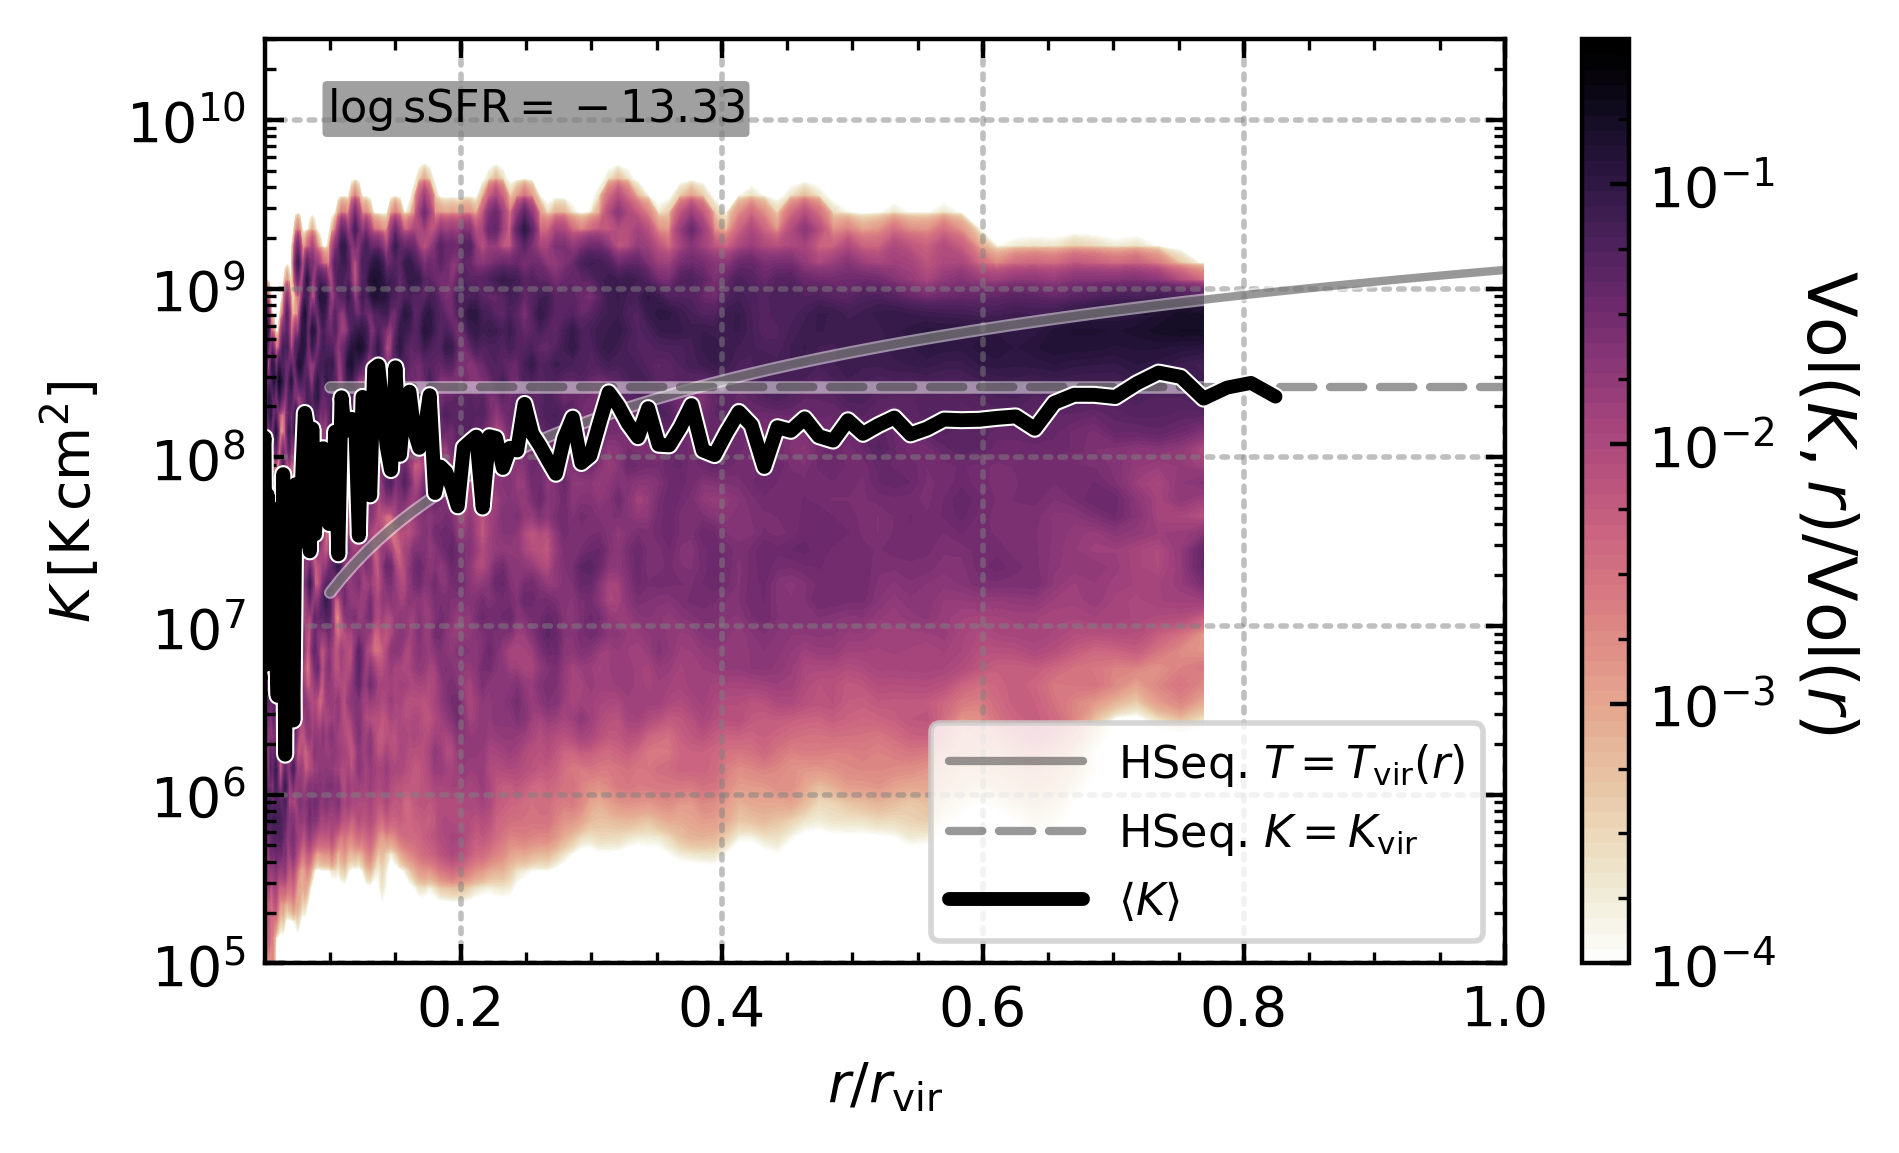 log sSFR = −13.33
10^10
10^9
10^8
10^7
10^6
10^5
K [K cm^2]
0.2 0.4 0.6 0.8 1.0
r/r_vir
HSeq. T = T_vir(r)
HSeq. K = K_vir
⟨K⟩
10^−1
10^−2
10^−3
10^−4
Vol(K, r)/Vol(r)